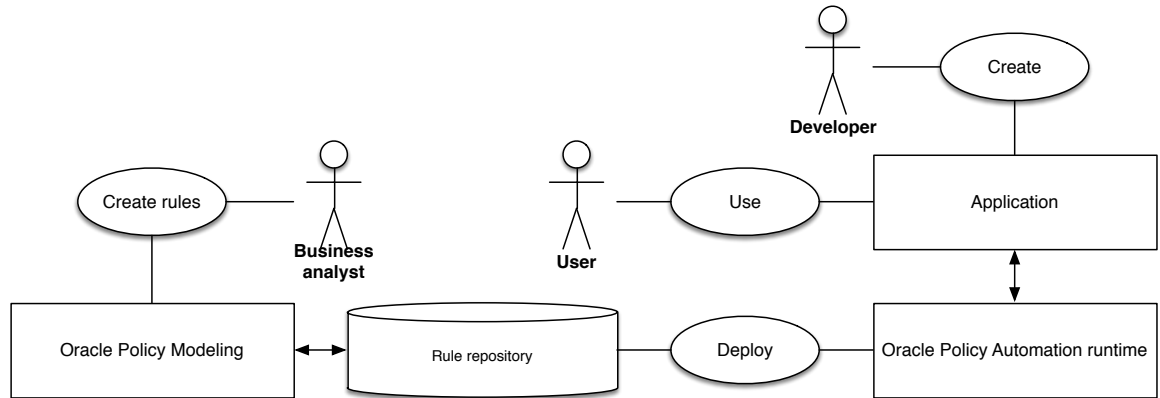 Create
Developer
Create rules
Use
Application
Business
analyst
User
Oracle Policy Modeling
Rule repository
Deploy
Oracle Policy Automation runtime